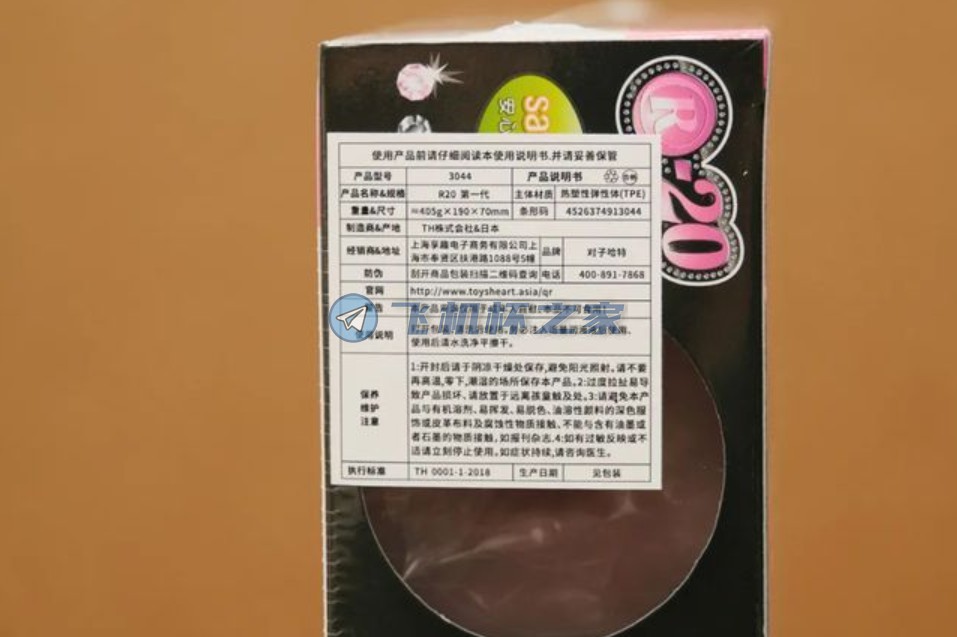 R-20
sa
安心
使用产品前请仔细阅读本使用说明书.并请妥善保管
产品型号 3044 产品说明书
产品名称&规格 R20 第一代 主体材质 热塑性弹性体(TPE)
重量&尺寸 ≈405g×190×70mm 条形码 4526374913044
制造商&产地 TH株式会社&日本
经销商&地址 上海享趣电子商务有限公司上
海市奉贤区扶港路1088号5幢 品牌 对子哈特
防伪 刮开商品包装扫描二维码查询 电话 400-891-7868
官网 http://www.toysheart.asia/qr
飞机杯之家
使用后清水洗净平擦干。
保养
维护
注意
1:开封后请于阴凉干燥处保存,避免阳光照射。请不要
再高温,零下,潮湿的场所保存本产品。2:过度拉扯易导
致产品损坏、请放置于远离孩童触及处。3:请避免本产
品与有机溶剂、易挥发、易脱色、油溶性颜料的深色服
饰或皮革布料及腐蚀性物质接触、不能与含有油墨或
者石墨的物质接触,如报刊杂志.4:如有过敏反映或不
适请立刻停止使用。如症状持续,请咨询医生。
执行标准 TH 0001-1-2018 生产日期 见包装